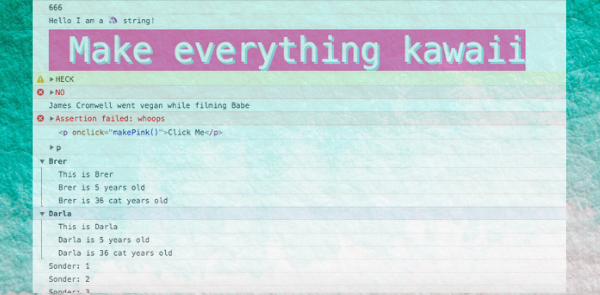 666
Hello I am a 💩 string!
Make everything kawaii
HECK
NO
James Cromwell went vegan while filming Babe
Assertion failed: whoops
<p onclick="makePink()">Click Me</p>
p
Brer
This is Brer
Brer is 5 years old
Brer is 36 cat years old
Darla
This is Darla
Darla is 5 years old
Darla is 36 cat years old
Sonder: 1
Sonder: 2
Sonder: 3